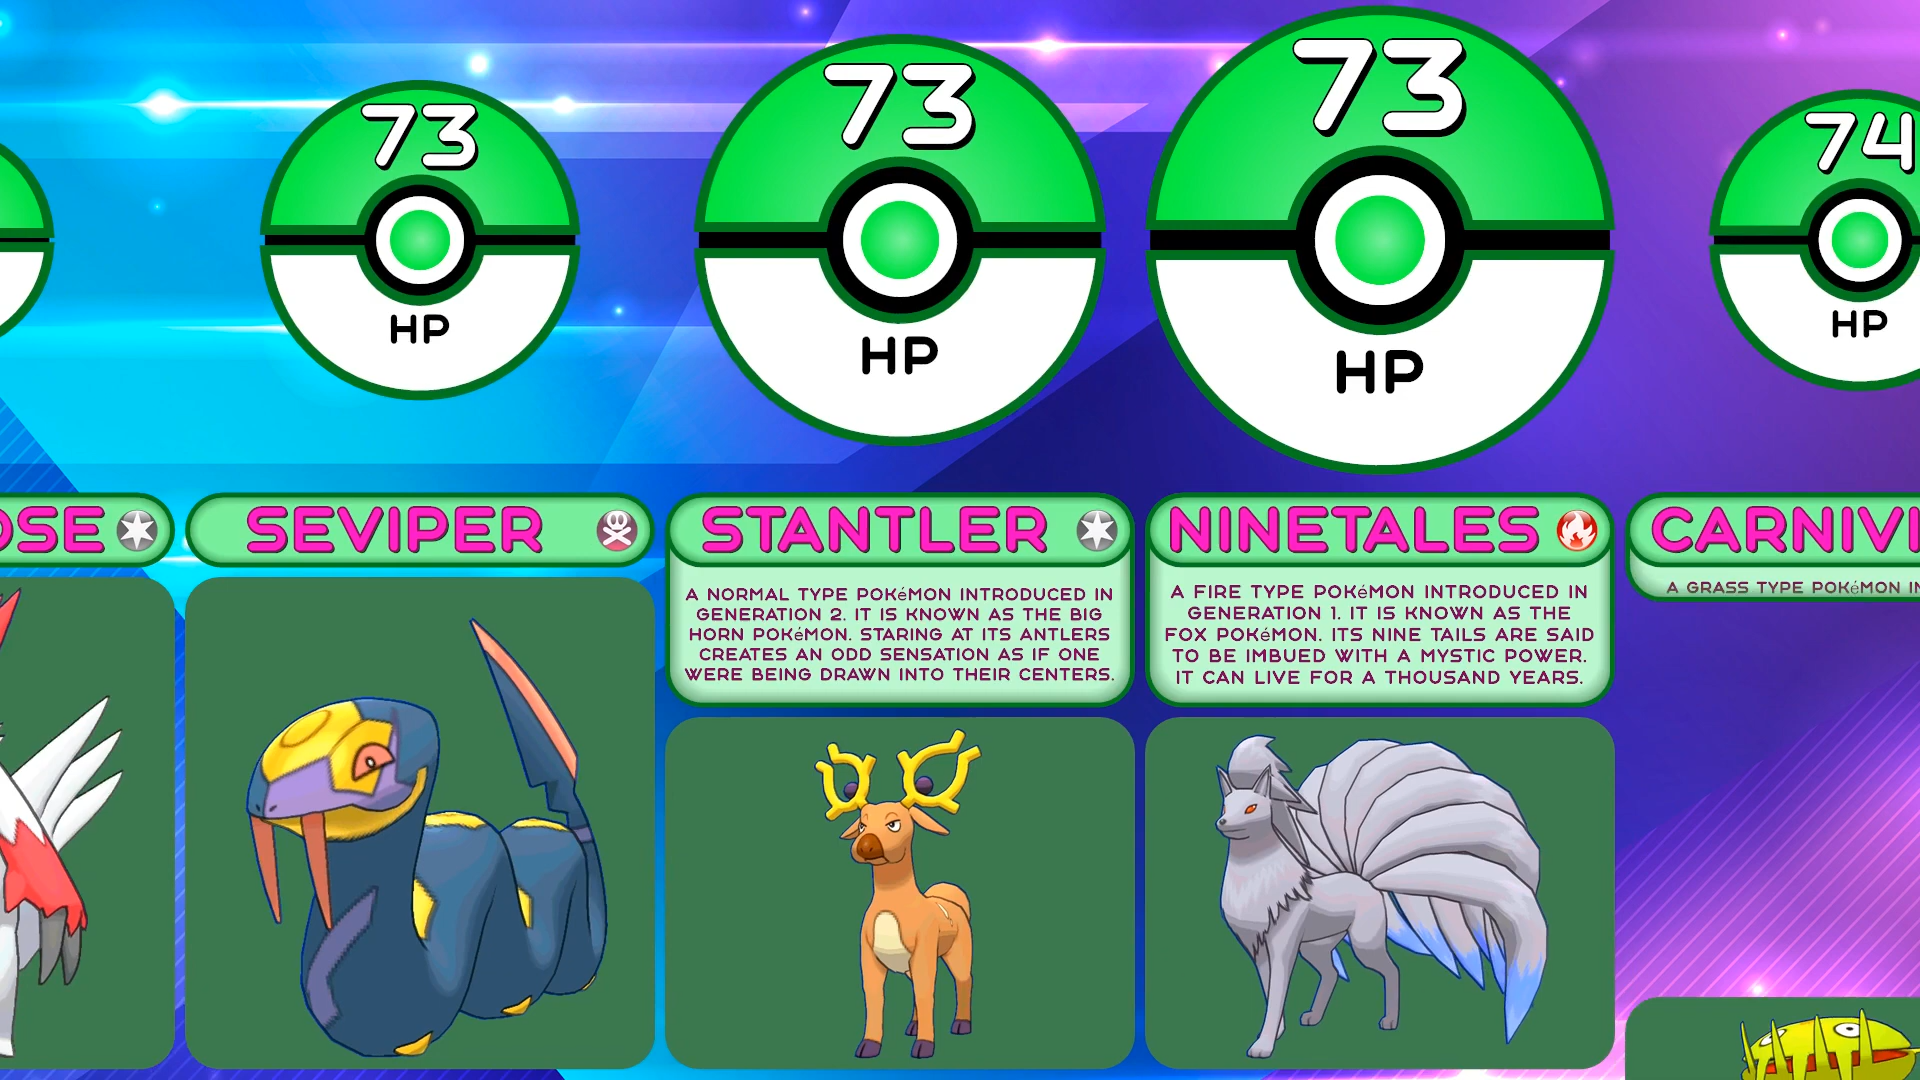 73
HP
73
HP
73
HP
74
HP
OSE
SEVIPER
STANTLER
A NORMAL TYPE POKéMON INTRODUCED IN
GENERATION 2. IT IS KNOWN AS THE BIG
HORN POKéMON. STARING AT ITS ANTLERS
CREATES AN ODD SENSATION AS IF ONE
WERE BEING DRAWN INTO THEIR CENTERS.
NINETALES
A FIRE TYPE POKéMON INTRODUCED IN
GENERATION 1. IT IS KNOWN AS THE
FOX POKéMON. ITS NINE TAILS ARE SAID
TO BE IMBUED WITH A MYSTIC POWER.
IT CAN LIVE FOR A THOUSAND YEARS.
CARNIVI
A GRASS TYPE POKéMON IN